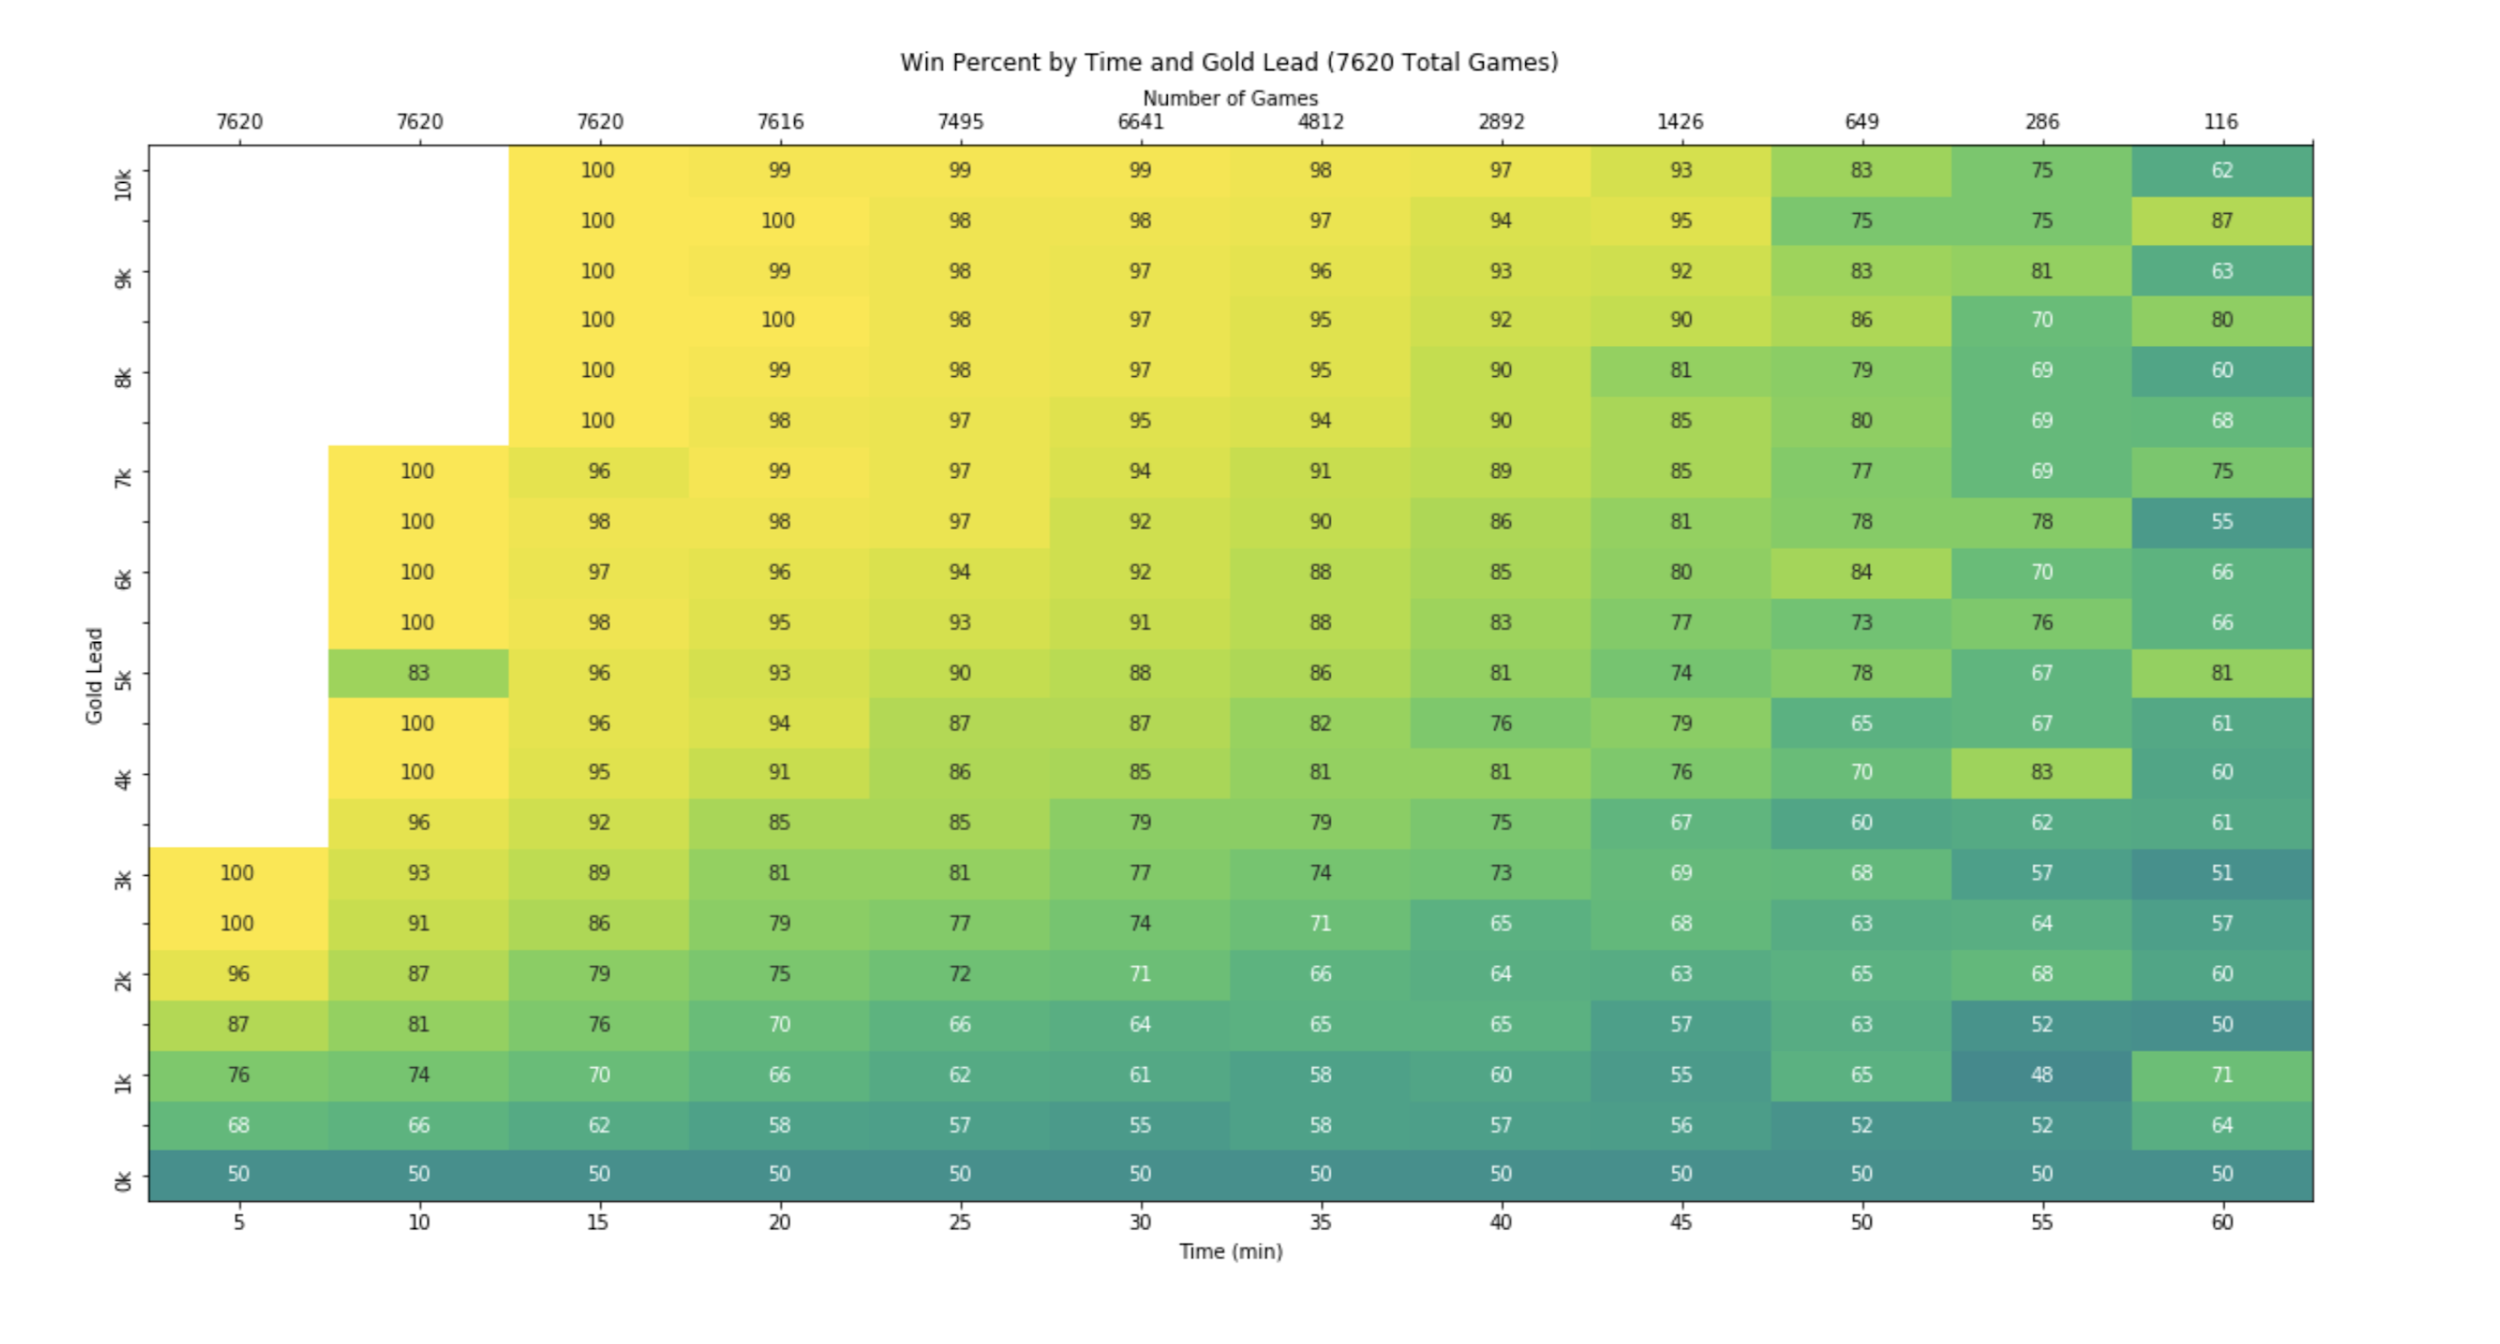 Win Percent by Time and Gold Lead (7620 Total Games)
Number of Games
7620 7620 7620 7616 7495 6641 4812 2892 1426 649 286 116
10k 100 99 99 99 98 97 93 83 75 62
100 100 98 98 97 94 95 75 75 87
9k 100 99 98 97 96 93 92 83 81 63
100 100 98 97 95 92 90 86 70 80
8k 100 99 98 97 95 90 81 79 69 60
100 98 97 95 94 90 85 80 69 68
7k 100 96 99 97 94 91 89 85 77 69 75
100 98 98 97 92 90 86 81 78 78 55
6k 100 97 96 94 92 88 85 80 84 70 66
100 98 95 93 91 88 83 77 73 76 66
Gold Lead
5k 83 96 93 90 88 86 81 74 78 67 81
100 96 94 87 87 82 76 79 65 67 61
4k 100 95 91 86 85 81 81 76 70 83 60
96 92 85 85 79 79 75 67 60 62 61
3k 100 93 89 81 81 77 74 73 69 68 57 51
100 91 86 79 77 74 71 65 68 63 64 57
2k 96 87 79 75 72 71 66 64 63 65 68 60
87 81 76 70 66 64 65 65 57 63 52 50
1k 76 74 70 66 62 61 58 60 55 65 48 71
68 66 62 58 57 55 58 57 56 52 52 64
0k 50 50 50 50 50 50 50 50 50 50 50 50
5 10 15 20 25 30 35 40 45 50 55 60
Time (min)